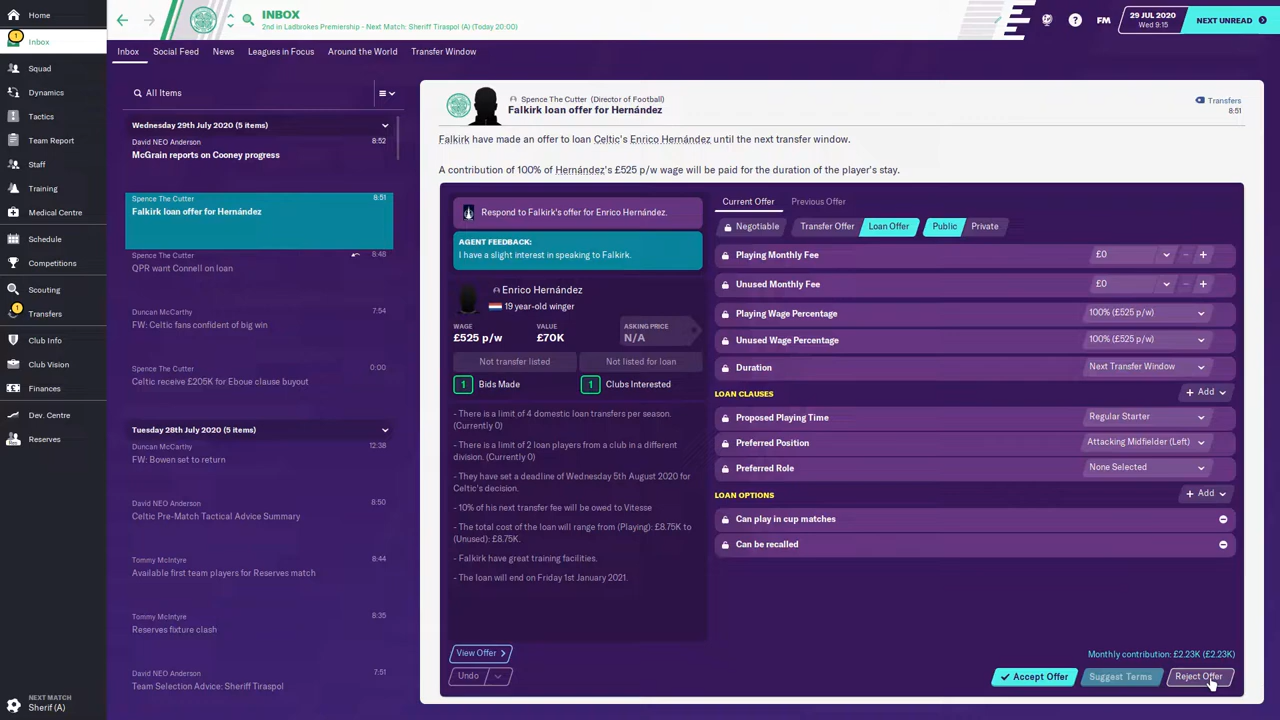 Home
INBOX
2nd in Ladbrokes Premiership - Next Match: Sheriff Tiraspol (A) (Today 20:00)
FM
29 JUL 2020
Wed 9:15
NEXT UNREAD
1
Inbox
Squad
Dynamics
Tactics
Team Report
Staff
Training
Medical Centre
Schedule
Competitions
Scouting
1
Transfers
Club Info
Club Vision
Finances
Dev. Centre
Reserves
NEXT MATCH
Sherif (A)
Inbox
Social Feed
News
Leagues in Focus
Around the World
Transfer Window
All Items
Wednesday 29th July 2020 (5 items)
David NEO Anderson
8:52
McGrain reports on Cooney progress
Spence The Cutter
8:51
Falkirk loan offer for Hernández
Spence The Cutter
8:48
QPR want Connell on loan
Duncan McCarthy
7:54
FW: Celtic fans confident of big win
Spence The Cutter
0:00
Celtic receive £205K for Eboue clause buyout
Tuesday 28th July 2020 (5 items)
Duncan McCarthy
12:38
FW: Bowen set to return
David NEO Anderson
8:50
Celtic Pre-Match Tactical Advice Summary
Tommy McIntyre
8:44
Available first team players for Reserves match
Tommy McIntyre
8:35
Reserves fixture clash
David NEO Anderson
7:51
Team Selection Advice: Sheriff Tiraspol
Spence The Cutter (Director of Football)
Falkirk loan offer for Hernández
Transfers
8:51
Falkirk have made an offer to loan Celtic's Enrico Hernández until the next transfer window.
A contribution of 100% of Hernández's £525 p/w wage will be paid for the duration of the player's stay.
Respond to Falkirk's offer for Enrico Hernández.
AGENT FEEDBACK:
I have a slight interest in speaking to Falkirk.
Enrico Hernández
19 year-old winger
WAGE
£525 p/w
VALUE
£70K
ASKING PRICE
N/A
Not transfer listed
Not listed for loan
1 Bids Made
1 Clubs Interested
- There is a limit of 4 domestic loan transfers per season.
(Currently 0)
- There is a limit of 2 loan players from a club in a different
division. (Currently 0)
- They have set a deadline of Wednesday 5th August 2020 for
Celtic's decision.
- 10% of his next transfer fee will be owed to Vitesse
- The total cost of the loan will range from (Playing): £8.75K to
(Unused): £8.75K.
- Falkirk have great training facilities.
- The loan will end on Friday 1st January 2021.
View Offer
Undo
Current Offer
Previous Offer
Negotiable
Transfer Offer
Loan Offer
Public
Private
Playing Monthly Fee
£0
Unused Monthly Fee
£0
Playing Wage Percentage
100% (£525 p/w)
Unused Wage Percentage
100% (£525 p/w)
Duration
Next Transfer Window
LOAN CLAUSES
Add
Proposed Playing Time
Regular Starter
Preferred Position
Attacking Midfielder (Left)
Preferred Role
None Selected
LOAN OPTIONS
Add
Can play in cup matches
Can be recalled
Monthly contribution: £2.23K (£2.23K)
Accept Offer
Suggest Terms
Reject Offer